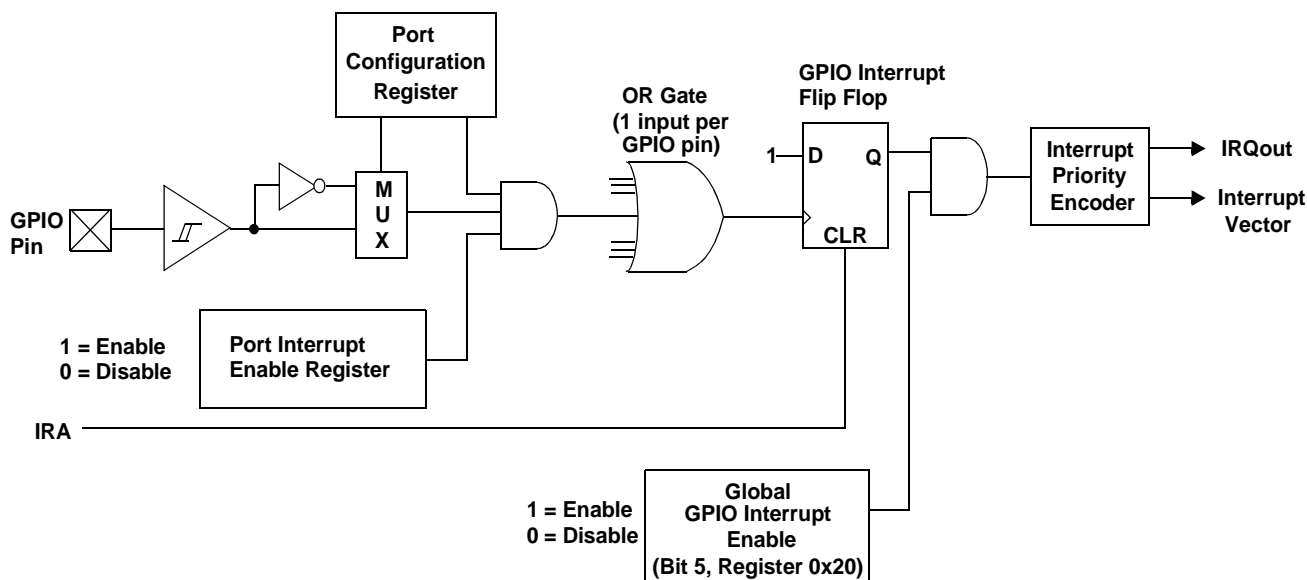 Port
Configuration
Register
GPIO Interrupt
Flip Flop
OR Gate
(1 input per
GPIO pin)
M
U
X
1
D
Q
CLR
Interrupt
Priority
Encoder
IRQout
Interrupt
Vector
GPIO
Pin
1 = Enable
0 = Disable
Port Interrupt
Enable Register
IRA
1 = Enable
0 = Disable
Global
GPIO Interrupt
Enable
(Bit 5, Register 0x20)